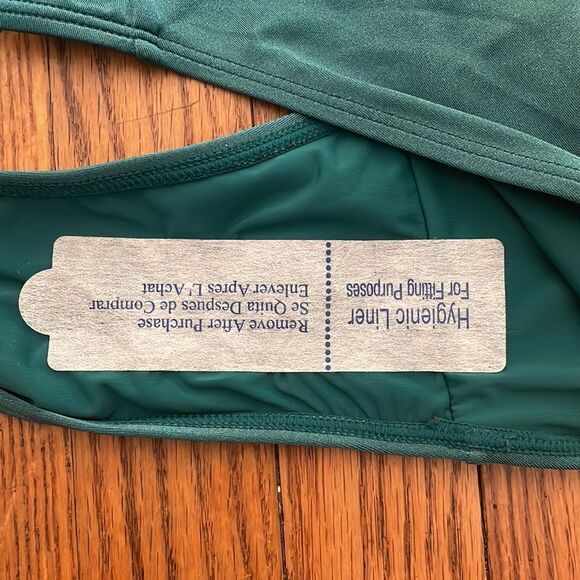 Hygienic Liner
For Fitting Purposes
Remove After Purchase
Se Quita Despues de Comprar
Enlever Apres L'Achat